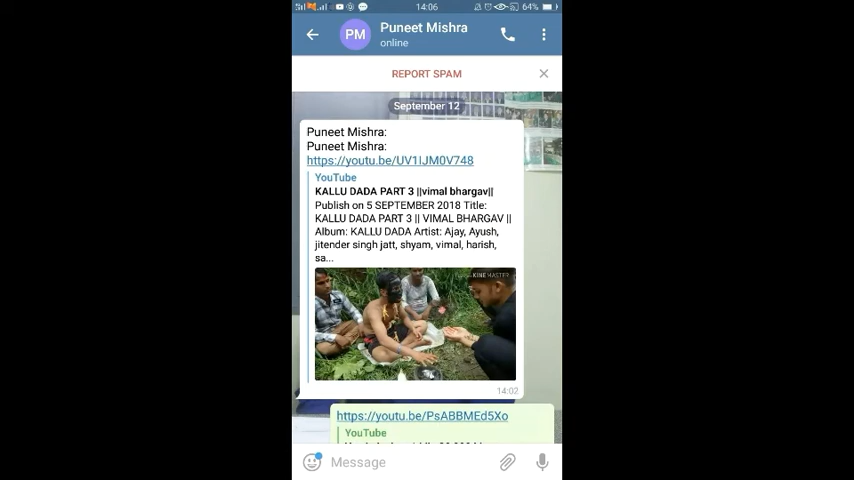 14:06
64%
PM
Puneet Mishra
online
REPORT SPAM
September 12
Puneet Mishra:
Puneet Mishra:
https://youtu.be/UV1IJM0V748
YouTube
KALLU DADA PART 3 ||vimal bhargav||
Publish on 5 SEPTEMBER 2018 Title:
KALLU DADA PART 3 || VIMAL BHARGAV ||
Album: KALLU DADA Artist: Ajay, Ayush,
jitender singh jatt, shyam, vimal, harish,
sa...
KINEMASTER
14:02
https://youtu.be/PsABBMEd5Xo
YouTube
Message